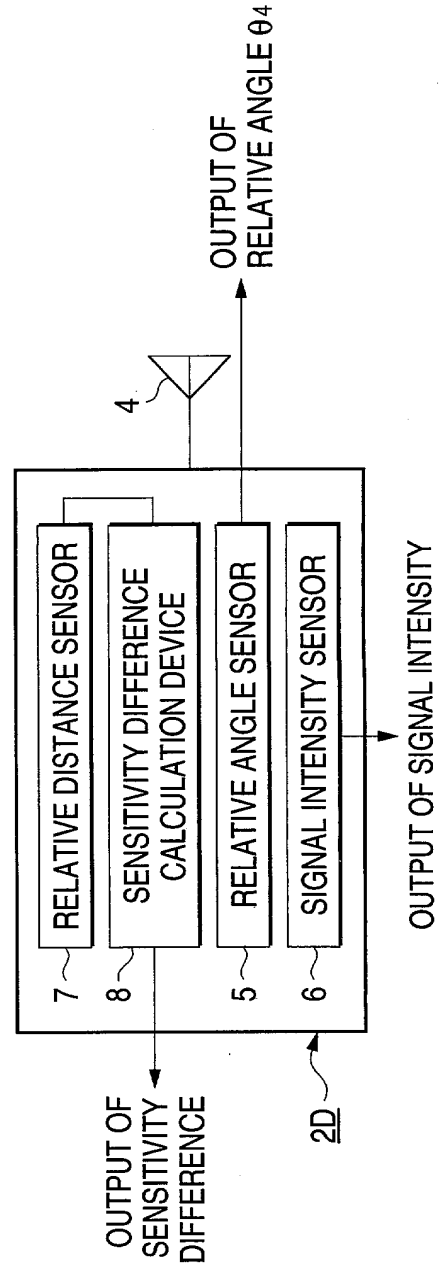 OUTPUT OF
SENSITIVITY
DIFFERENCE
7
RELATIVE DISTANCE SENSOR
8
SENSITIVITY DIFFERENCE
CALCULATION DEVICE
5
RELATIVE ANGLE SENSOR
6
SIGNAL INTENSITY SENSOR
2D
4
OUTPUT OF
RELATIVE ANGLE θ4
OUTPUT OF SIGNAL INTENSITY